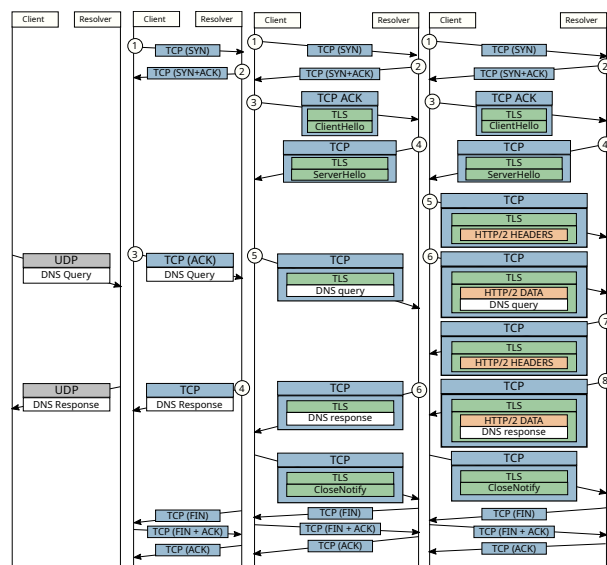 Client Resolver
Client Resolver
Client Resolver
Client Resolver
UDP
DNS Query
UDP
DNS Response
1
TCP (SYN)
TCP (SYN+ACK)
2
3
TCP (ACK)
DNS Query
4
TCP
DNS Response
TCP (FIN)
TCP (FIN + ACK)
TCP (ACK)
1
TCP (SYN)
2
TCP (SYN+ACK)
3
TCP ACK
TLS
ClientHello
4
TCP
TLS
ServerHello
5
TCP
TLS
DNS query
6
TCP
TLS
DNS response
TCP
TLS
CloseNotify
TCP (FIN)
TCP (FIN + ACK)
TCP (ACK)
1
TCP (SYN)
2
TCP (SYN+ACK)
3
TCP ACK
TLS
ClientHello
4
TCP
TLS
ServerHello
5
TCP
TLS
HTTP/2 HEADERS
6
TCP
TLS
HTTP/2 DATA
DNS query
7
TCP
TLS
HTTP/2 HEADERS
8
TCP
TLS
HTTP/2 DATA
DNS response
TCP
TLS
CloseNotify
TCP (FIN)
TCP (FIN + ACK)
TCP (ACK)